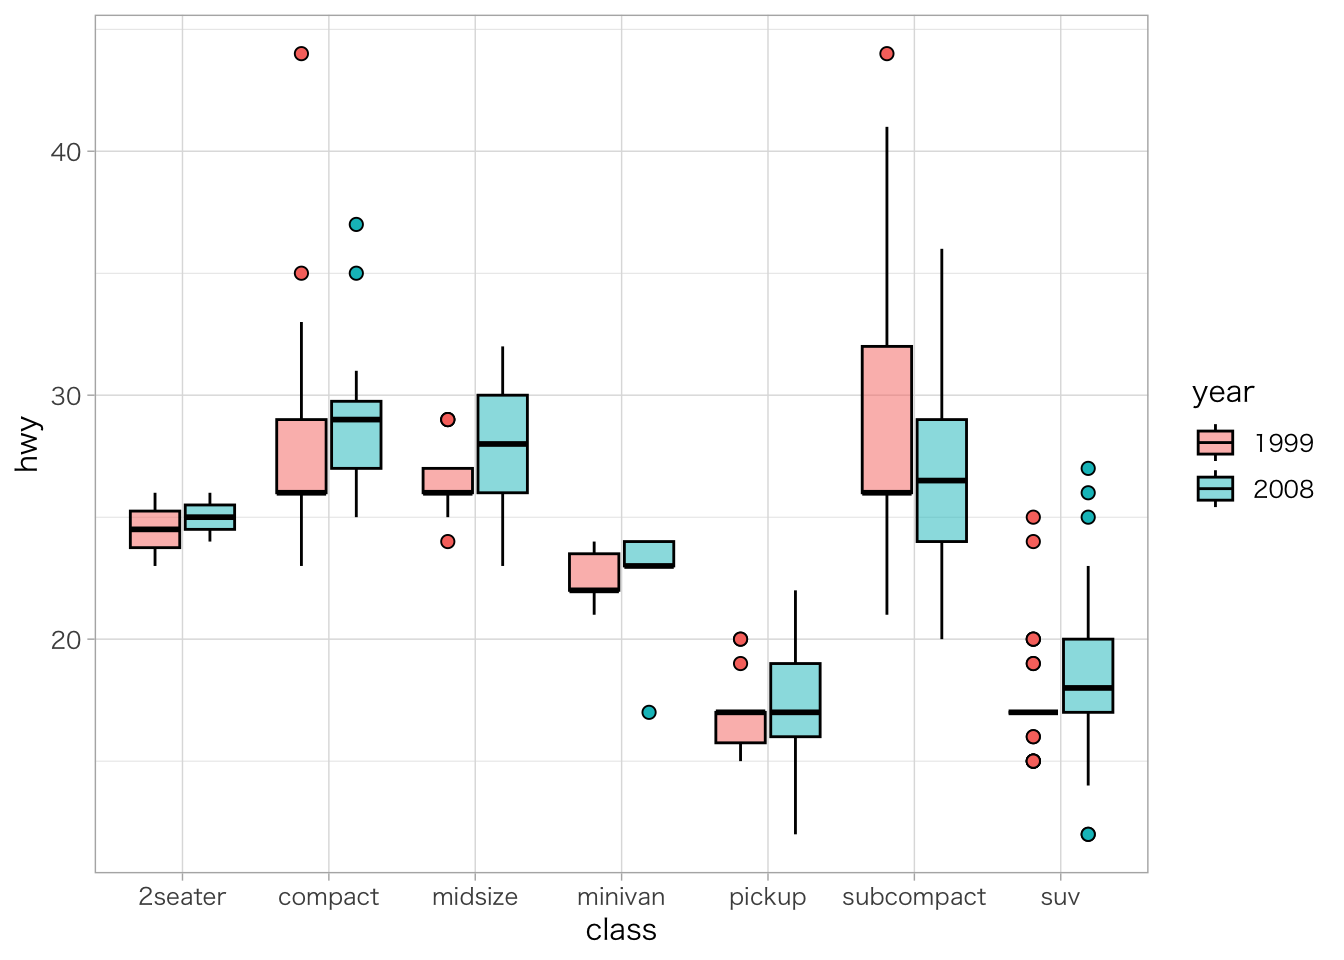 hwy
40
30
20
2seater compact midsize minivan pickup subcompact suv
class
year
1999
2008